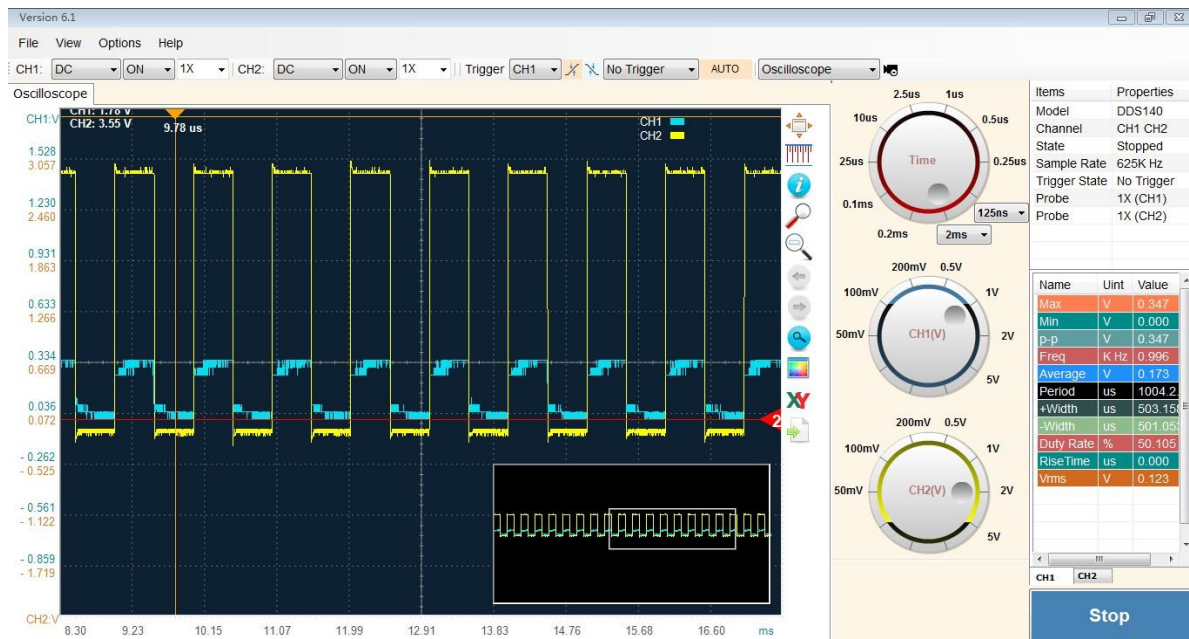 Version 6.1
File View Options Help
CH1: DC ON 1X CH2: DC ON 1X Trigger CH1 No Trigger AUTO Oscilloscope
Oscilloscope
CH1:V
CH1: 1.78 V
CH2: 3.55 V
9.78 us
CH1
CH2
1.528
3.057
1.230
2.460
0.931
1.863
0.633
1.266
0.334
0.669
0.036
0.072
- 0.262
- 0.525
- 0.561
- 1.122
- 0.859
- 1.719
CH2:V
2
8.30 9.23 10.15 11.07 11.99 12.91 13.83 14.76 15.68 16.60 ms
i
XY
2.5us 1us
10us 0.5us
25us Time 0.25us
0.1ms 125ns
0.2ms 2ms
200mV 0.5V
100mV 1V
50mV CH1(V) 2V
5V
200mV 0.5V
100mV 1V
50mV CH2(V) 2V
5V
Items Properties
Model DDS140
Channel CH1 CH2
State Stopped
Sample Rate 625K Hz
Trigger State No Trigger
Probe 1X (CH1)
Probe 1X (CH2)
Name Uint Value
Max V 0.347
Min V 0.000
p-p V 0.347
Freq K Hz 0.996
Average V 0.173
Period us 1004.2
+Width us 503.158
-Width us 501.053
Duty Rate % 50.105
RiseTime us 0.000
Vrms V 0.123
CH1 CH2
Stop